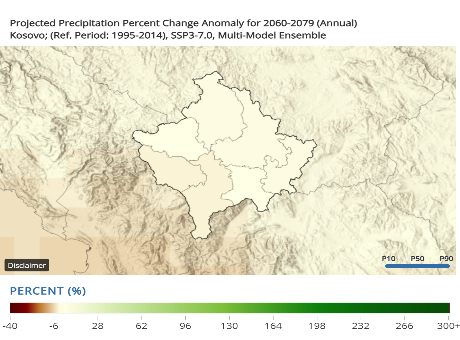 Projected Precipitation Percent Change Anomaly for 2060-2079 (Annual)
Kosovo; (Ref. Period: 1995-2014), SSP3-7.0, Multi-Model Ensemble
P10 P50 P90
Disclaimer
PERCENT (%)
-40 -6 28 62 96 130 164 198 232 266 300+